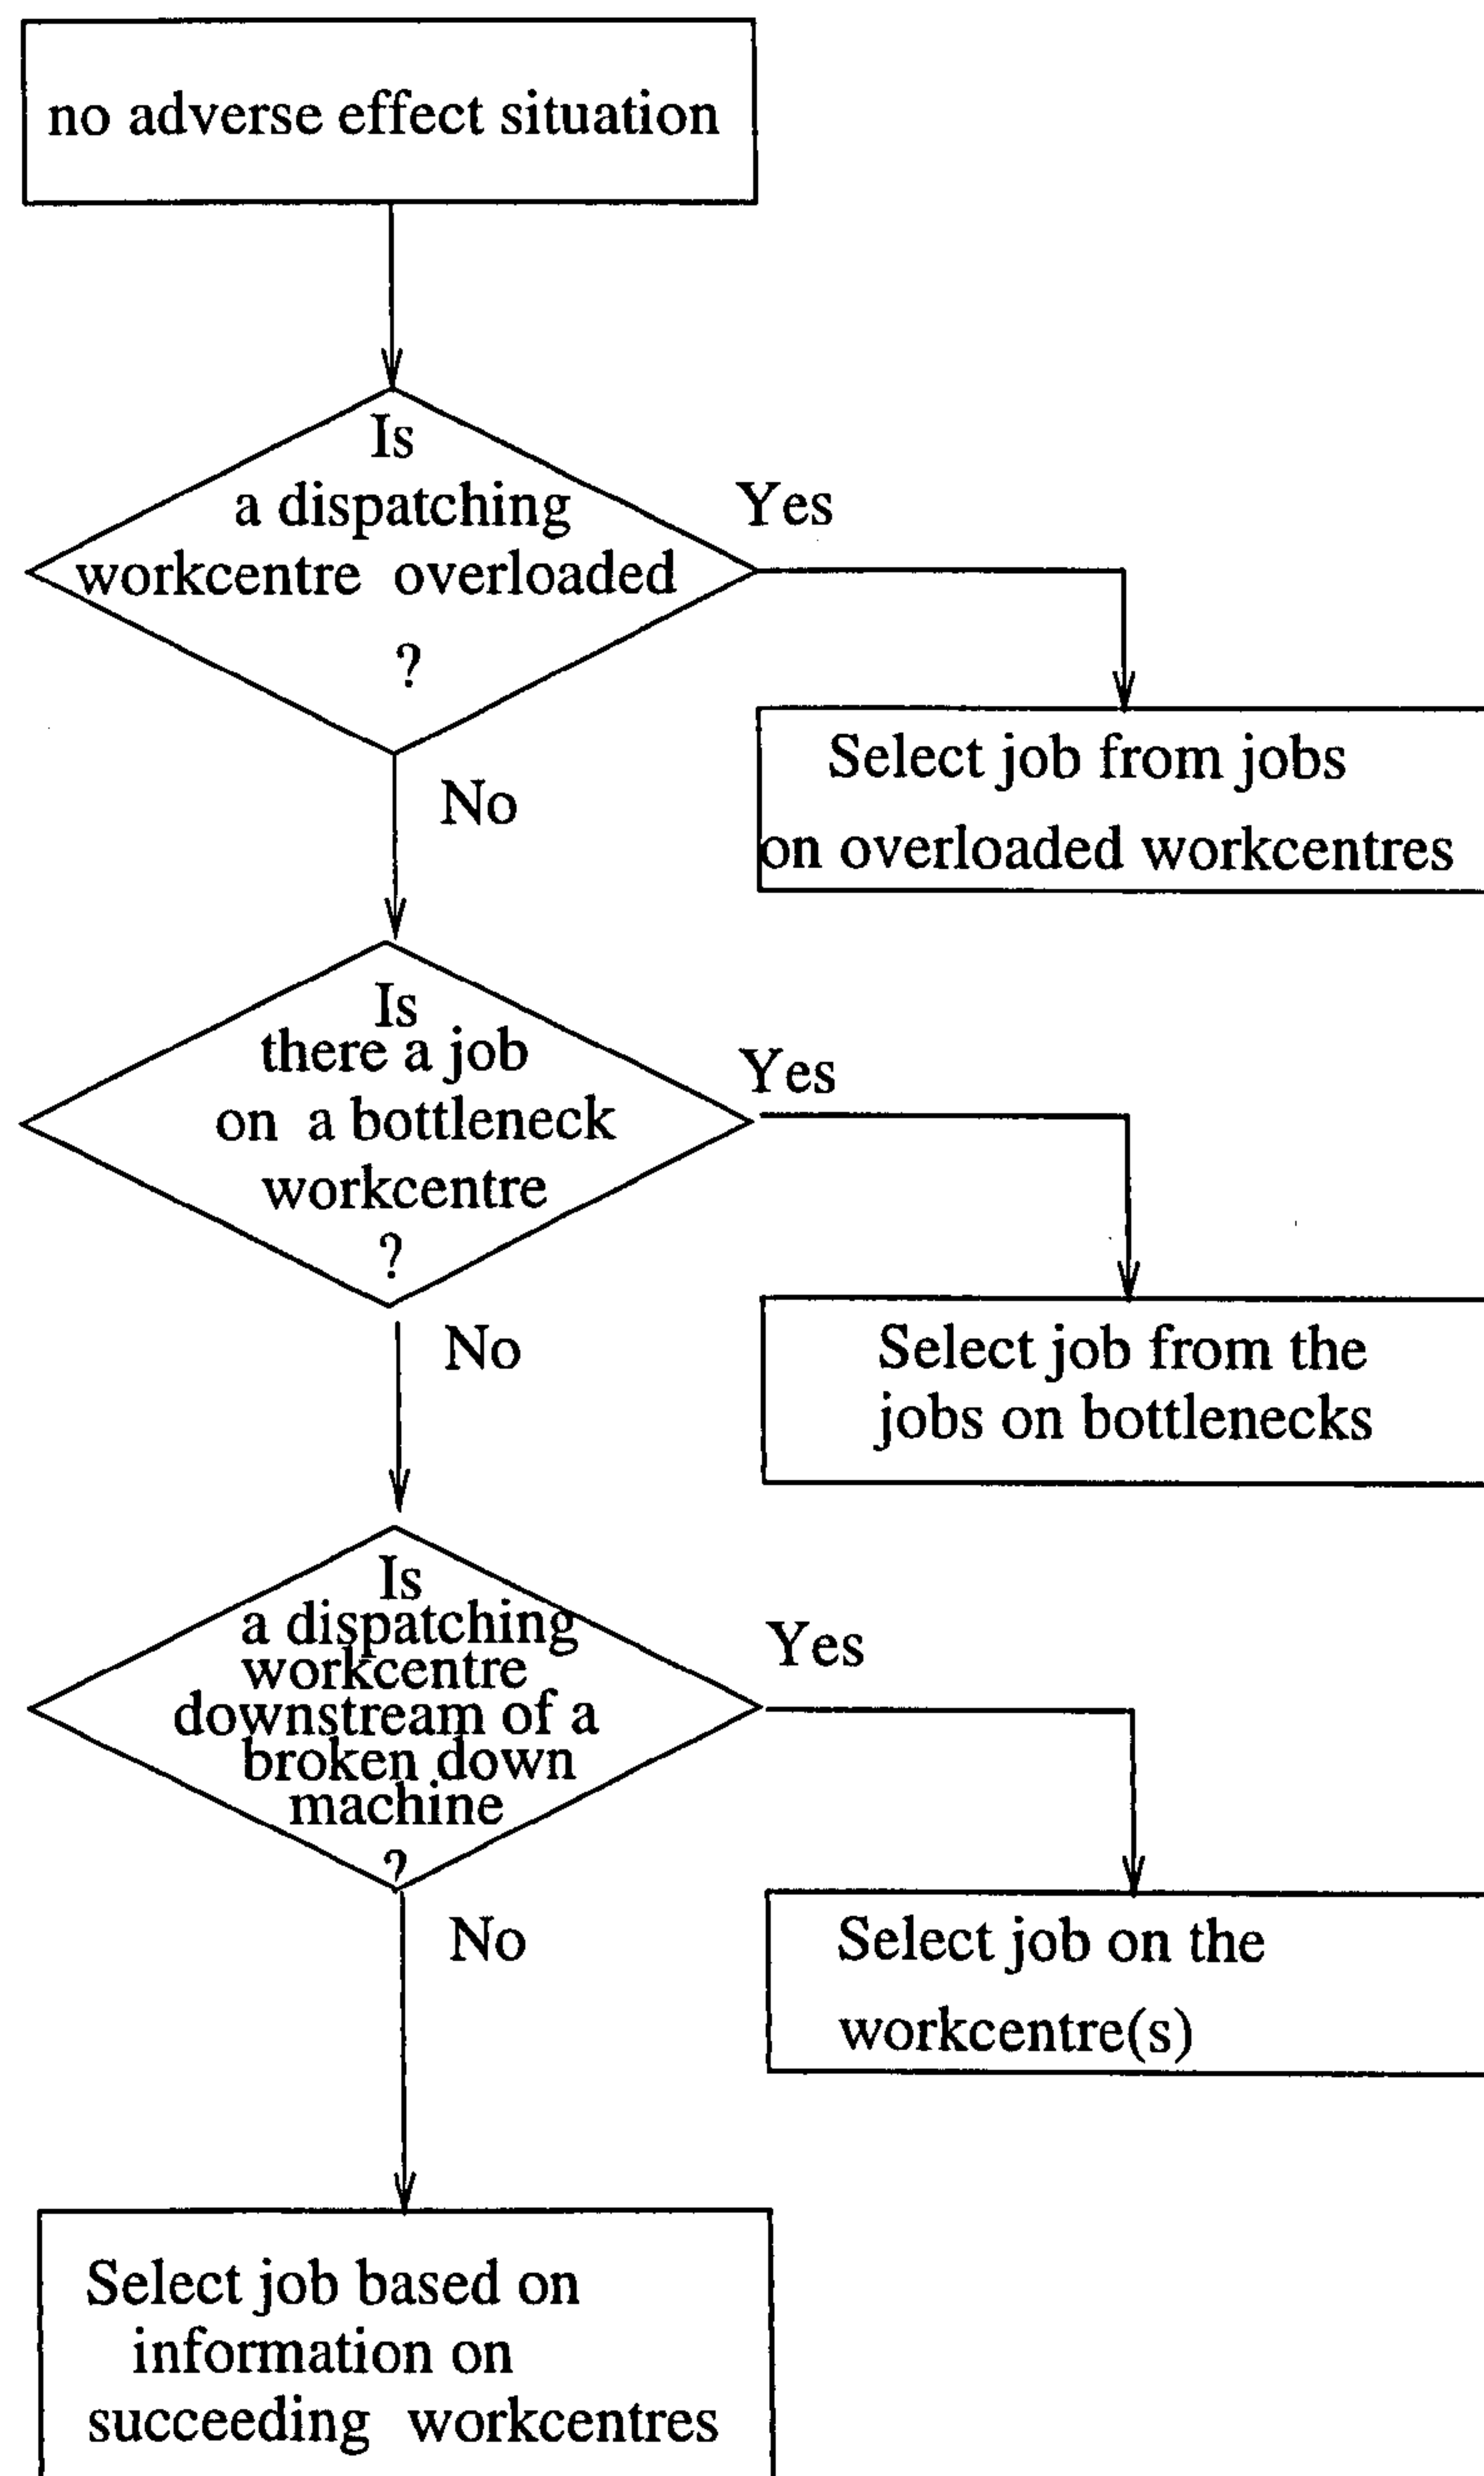 no adverse effect situation
Is
a dispatching
workcentre overloaded
?
Yes
Select job from jobs
on overloaded workcentres
No
Is
there a job
on a bottleneck
workcentre
?
Yes
Select job from the
jobs on bottlenecks
No
Is
a dispatching
workcentre
downstream of a
broken down
machine
?
Yes
Select job on the
workcentre(s)
No
Select job based on
information on
succeeding workcentres